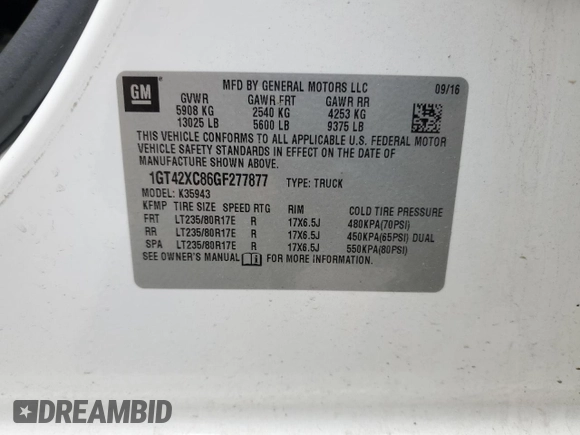 GM
MFD BY GENERAL MOTORS LLC 09/16
GVWR GAWR FRT GAWR RR
5908 KG 2540 KG 4253 KG
13025 LB 5600 LB 9375 LB
THIS VEHICLE CONFORMS TO ALL APPLICABLE U.S. FEDERAL MOTOR
VEHICLE SAFETY STANDARDS IN EFFECT ON THE DATE OF
MANUFACTURE SHOWN ABOVE.
1GT42XC86GF277877 TYPE: TRUCK
MODEL: K35943
KFMP TIRE SIZE SPEED RTG RIM COLD TIRE PRESSURE
FRT LT235/80R17E R 17X6.5J 480KPA(70PSI)
RR LT235/80R17E R 17X6.5J 450KPA(65PSI) DUAL
SPA LT235/80R17E R 17X6.5J 550KPA(80PSI)
SEE OWNER'S MANUAL FOR MORE INFORMATION.
DREAMBID